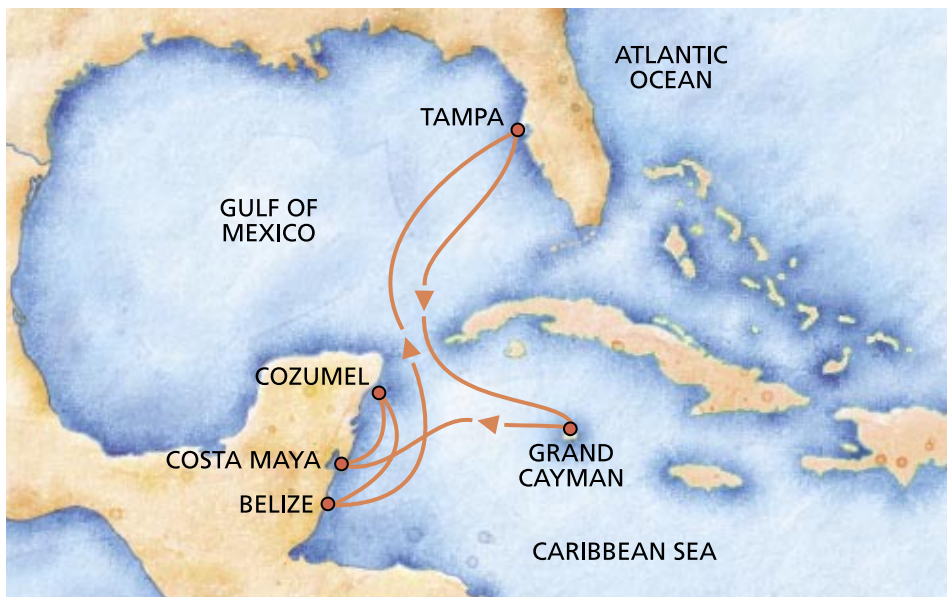 ATLANTIC
OCEAN
TAMPA
GULF OF
MEXICO
COZUMEL
COSTA MAYA
GRAND
CAYMAN
BELIZE
CARIBBEAN SEA